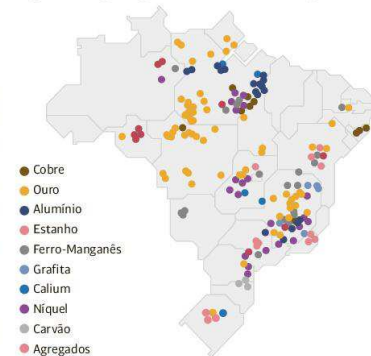 Cobre
Ouro
Alumínio
Estanho
Ferro-Manganês
Grafita
Calium
Níquel
Carvão
Agregados